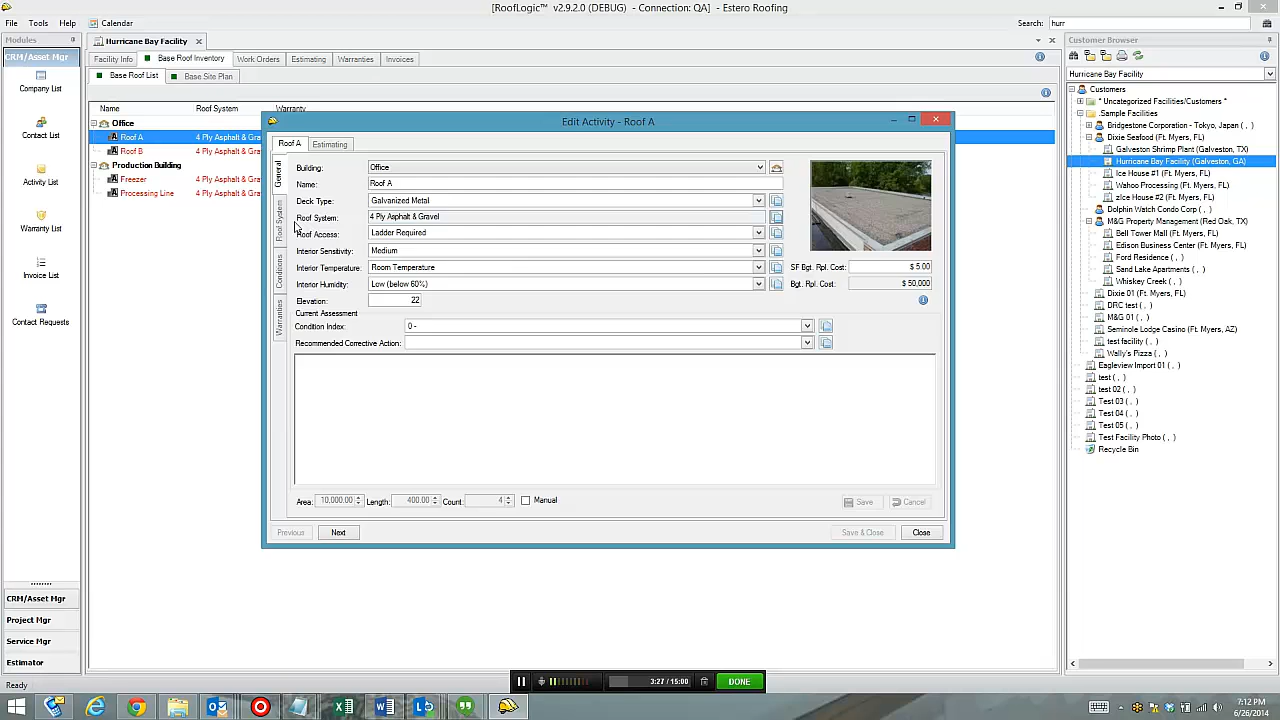 [RoofLogic™ v2.9.2.0 (DEBUG) - Connection: QA] - Estero Roofing
File Tools Help Calendar
Search: hurr
Modules
CRM/Asset Mgr
Company List
Contact List
Activity List
Warranty List
Invoice List
Contact Requests
CRM/Asset Mgr
Project Mgr
Service Mgr
Estimator
Ready
Hurricane Bay Facility
Facility Info Base Roof Inventory Work Orders Estimating Warranties Invoices
Base Roof List Base Site Plan
Name Roof System Warranty
Office
Roof A 4 Ply Asphalt & Gra
Roof B 4 Ply Asphalt & Gra
Production Building
Freezer 4 Ply Asphalt & Gra
Processing Line 4 Ply Asphalt & Gra
Edit Activity - Roof A
Roof A Estimating
General
Roof System
Conditions
Warranties
Building: Office
Name: Roof A
Deck Type: Galvanized Metal
Roof System: 4 Ply Asphalt & Gravel
Roof Access: Ladder Required
Interior Sensitivity: Medium
Interior Temperature: Room Temperature
Interior Humidity: Low (below 60%)
Elevation: 22
SF Bgt. Rpl. Cost: $ 5.00
Bgt. Rpl. Cost: $ 50,000
Current Assessment
Condition Index: 0 -
Recommended Corrective Action:
Area: 10,000.00 Length: 400.00 Count: 4 Manual
Save Cancel
Previous Next Save & Close Close
Customer Browser
Hurricane Bay Facility
Customers
* Uncategorized Facilities/Customers *
.Sample Facilities
Bridgestone Corporation - Tokyo, Japan ( , )
Dixie Seafood (Ft. Myers, FL)
Galveston Shrimp Plant (Galveston, TX)
Hurricane Bay Facility (Galveston, GA)
Ice House #1 (Ft. Myers, FL)
Wahoo Processing (Ft. Myers, FL)
zIce House #2 (Ft. Myers, FL)
Dolphin Watch Condo Corp ( , )
M&G Property Management (Red Oak, TX)
Bell Tower Mall (Ft. Myers, FL)
Edison Business Center (Ft. Myers, FL)
Ford Residence ( , )
Sand Lake Apartments ( , )
Whiskey Creek ( , )
Dixie 01 (Ft. Myers, FL)
DRC test ( , )
M&G 01 ( , )
Seminole Lodge Casino (Ft. Myers, AZ)
test facility ( , )
Wally's Pizza ( , )
Eagleview Import 01 ( , )
test ( , )
test 02 ( , )
Test 03 ( , )
Test 04 ( , )
Test 05 ( , )
Test Facility Photo ( , )
Recycle Bin
3:27 / 15:00 DONE
7:12 PM
6/26/2014